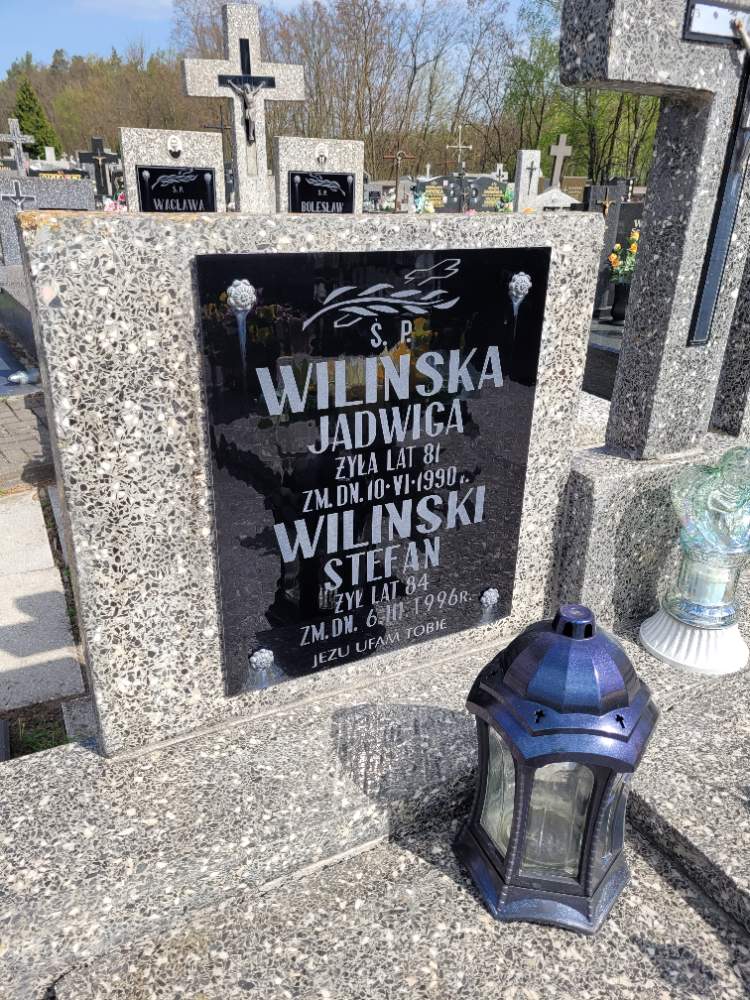 Ś. P.
WACŁAWA
Ś. P.
BOLESŁAW
Ś. P.
WILIŃSKA
JADWIGA
ŻYŁA LAT 81
ZM. DN. 10·VI·1990 r.
WILIŃSKI
STEFAN
ŻYŁ LAT 84
ZM. DN. 6·III·1996 R.
JEZU UFAM TOBIE